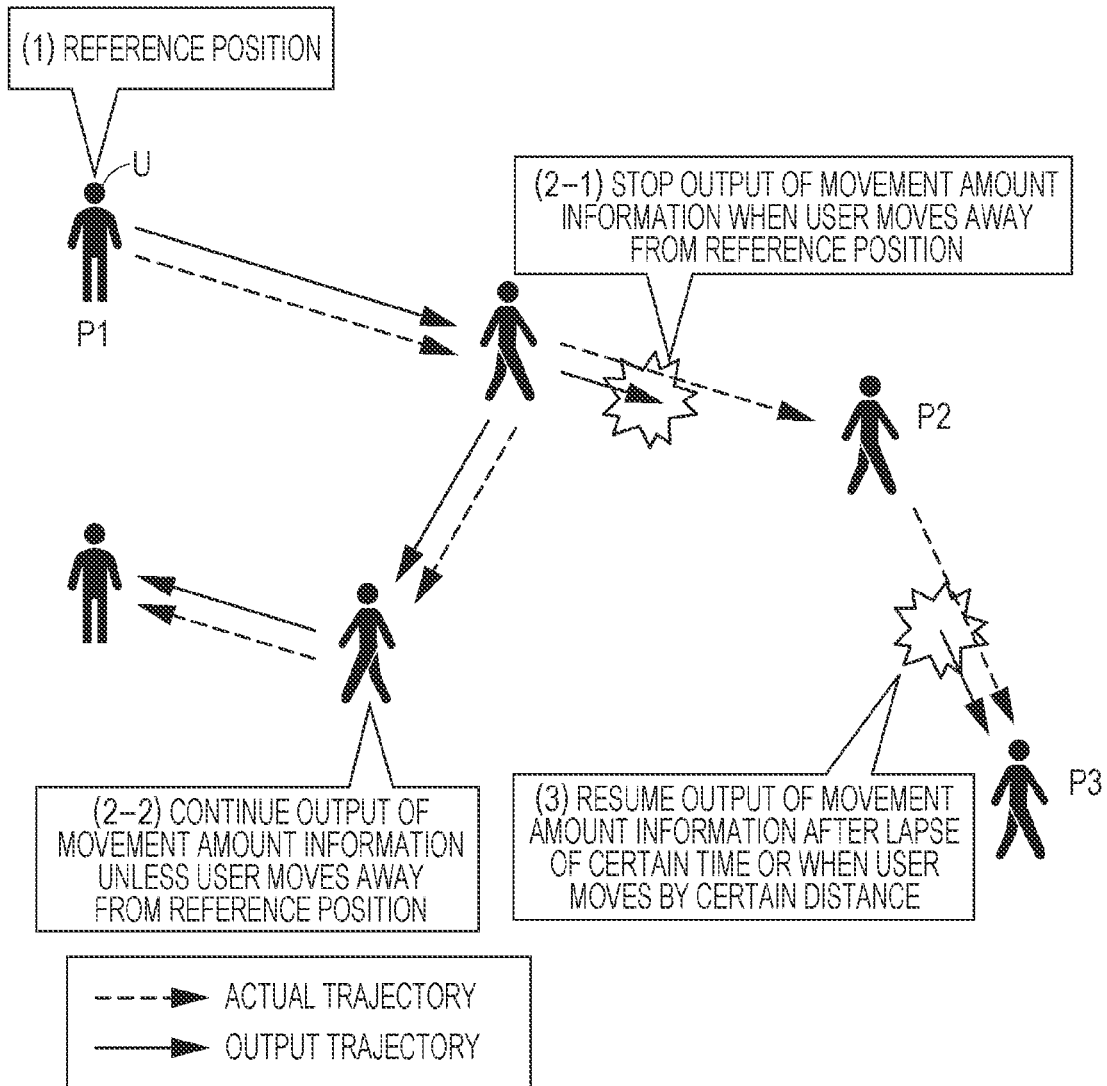 (1) REFERENCE POSITION
U
P1
(2-1) STOP OUTPUT OF MOVEMENT AMOUNT
INFORMATION WHEN USER MOVES AWAY
FROM REFERENCE POSITION
P2
(2-2) CONTINUE OUTPUT OF
MOVEMENT AMOUNT INFORMATION
UNLESS USER MOVES AWAY
FROM REFERENCE POSITION
(3) RESUME OUTPUT OF MOVEMENT
AMOUNT INFORMATION AFTER LAPSE
OF CERTAIN TIME OR WHEN USER
MOVES BY CERTAIN DISTANCE
P3
ACTUAL TRAJECTORY
OUTPUT TRAJECTORY